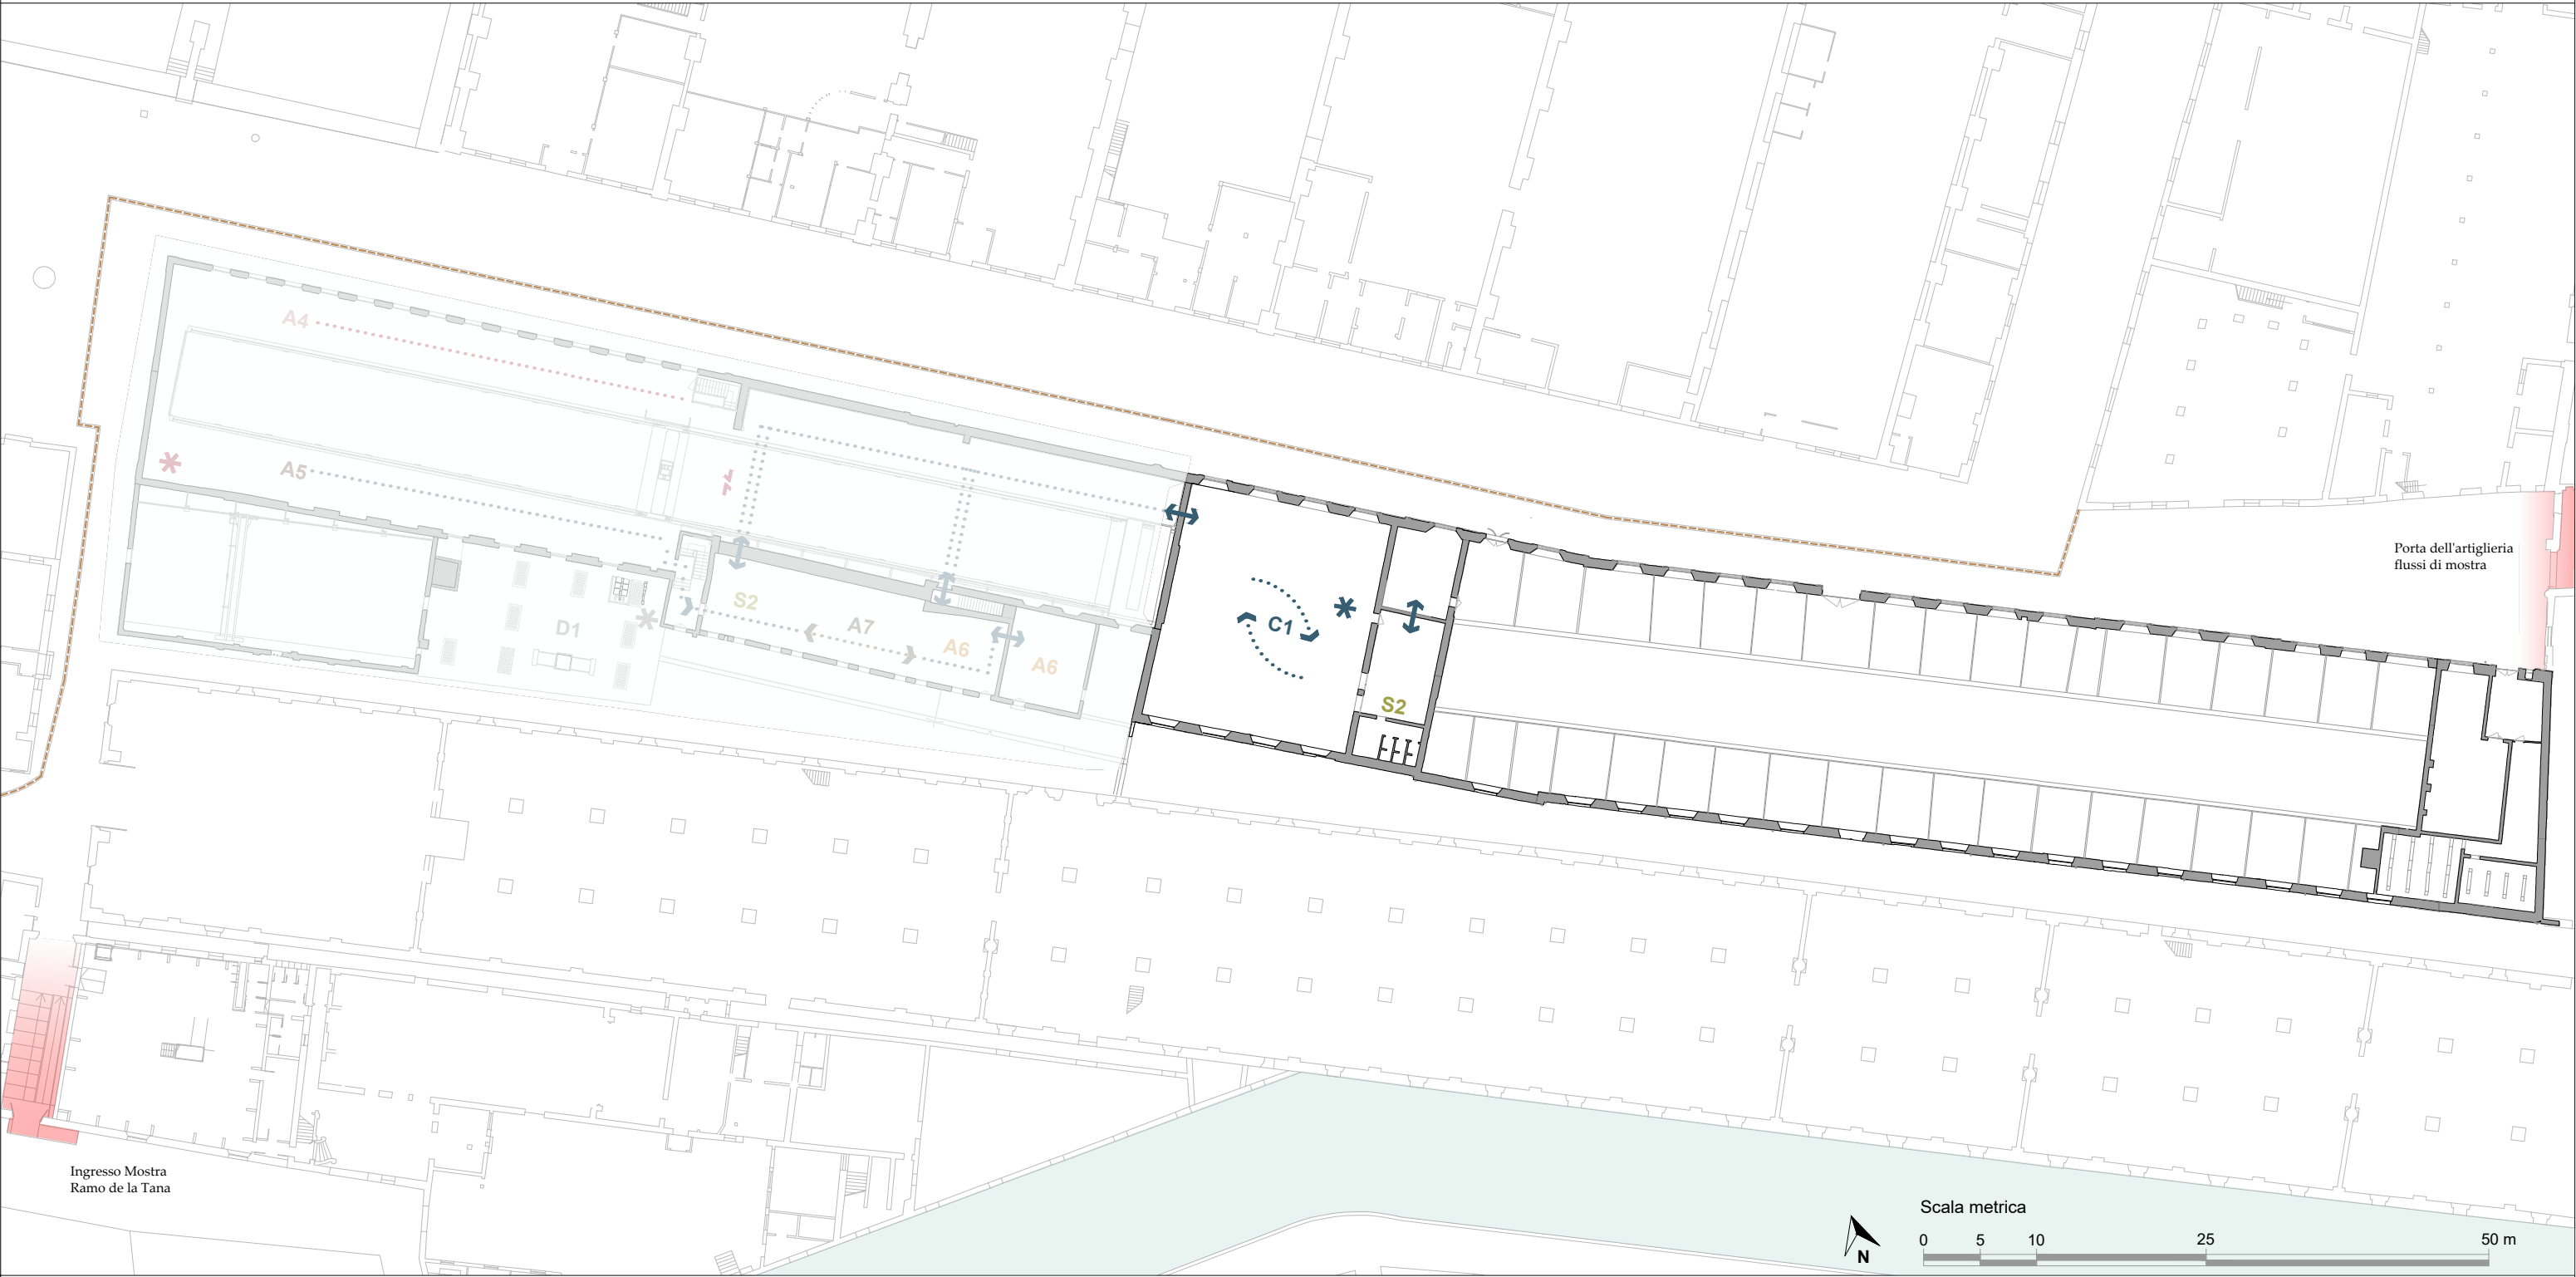 A4
A5
S2
D1
A7
A6
A6
C1
S2
Porta dell'artiglieria
flussi di mostra
Ingresso Mostra
Ramo de la Tana
Scala metrica
0 5 10 25 50 m
N